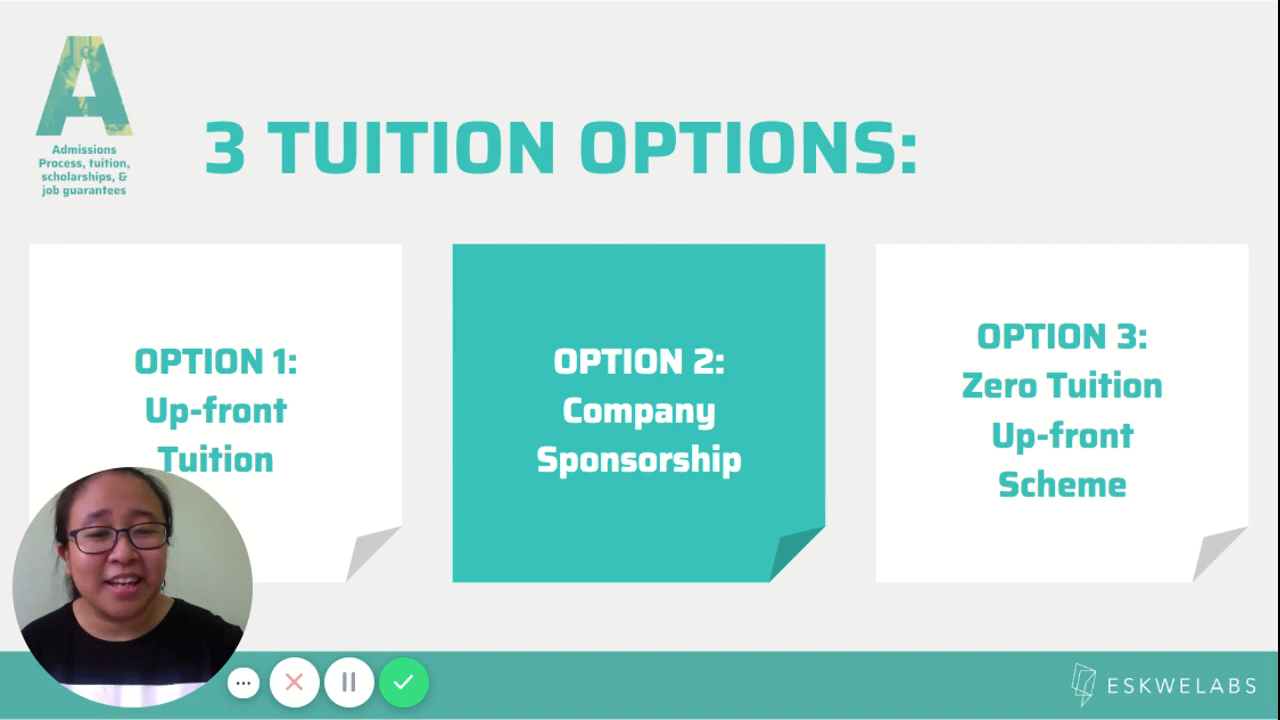 A
Admissions
Process, tuition,
scholarships, &
job guarantees
3 TUITION OPTIONS:
OPTION 1:
Up-front
Tuition
OPTION 2:
Company
Sponsorship
OPTION 3:
Zero Tuition
Up-front
Scheme
ESKWELABS